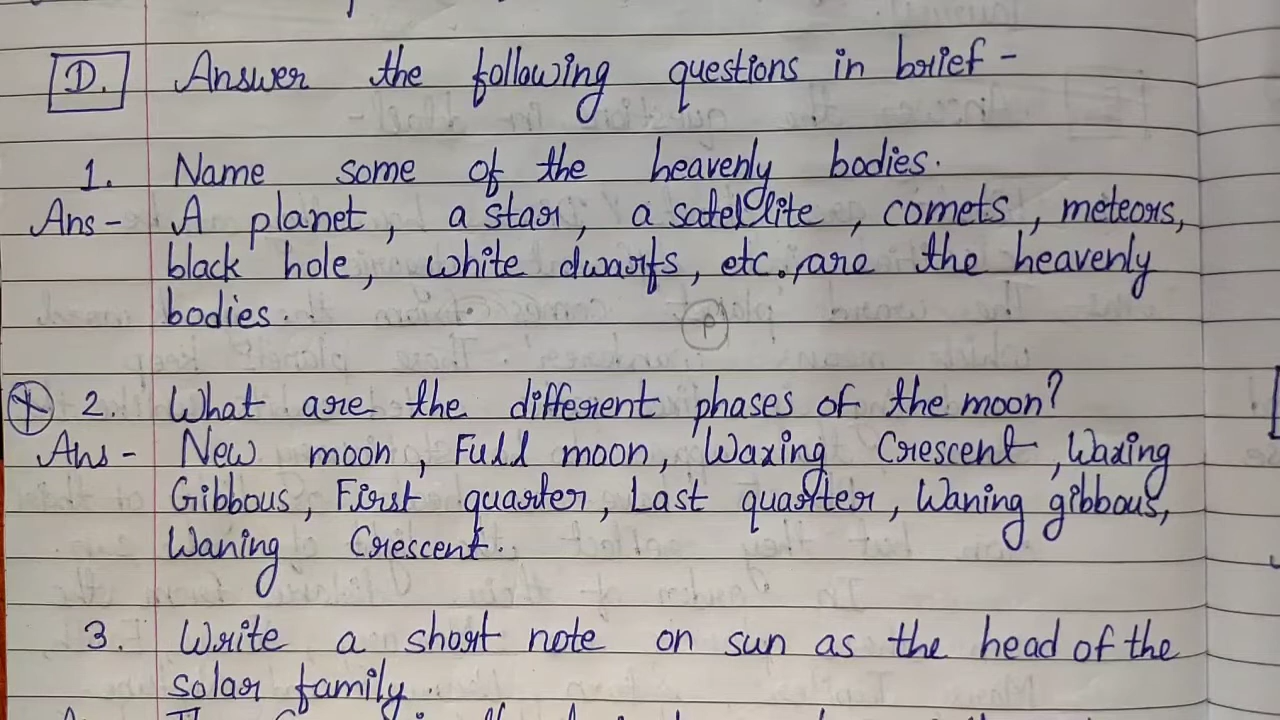 D. Answer the following questions in brief -
1. Name some of the heavenly bodies.
Ans - A planet, a star, a satellite, comets, meteors,
black hole, white dwarfs, etc., are the heavenly
bodies.
2. What are the different phases of the moon?
Ans - New moon, Full moon, Waxing Crescent, Waxing
Gibbous, First quarter, Last quarter, Waning gibbous,
Waning Crescent.
3. Write a short note on sun as the head of the
solar family.